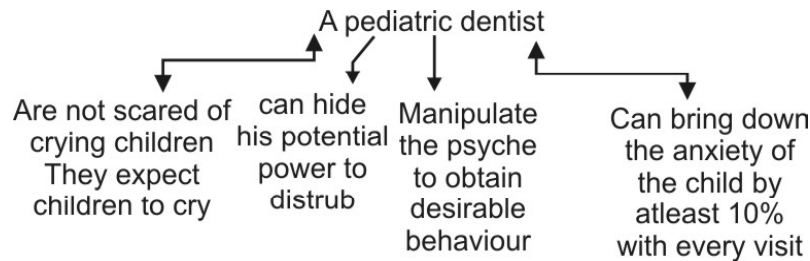 A pediatric dentist
Are not scared of
crying children
They expect
children to cry
can hide
his potential
power to
distrub
Manipulate
the psyche
to obtain
desirable
behaviour
Can bring down
the anxiety of
the child by
atleast 10%
with every visit